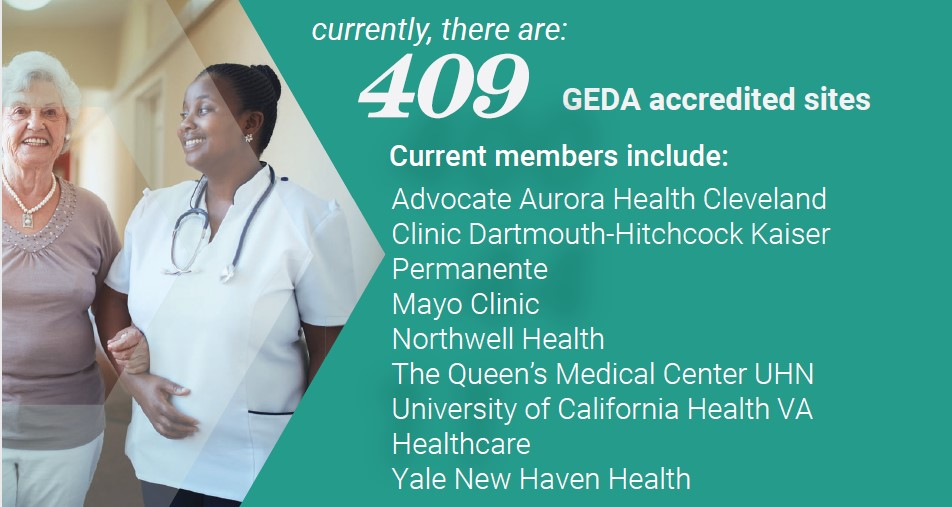 currently, there are:
409 GEDA accredited sites
Current members include:
Advocate Aurora Health Cleveland
Clinic Dartmouth-Hitchcock Kaiser
Permanente
Mayo Clinic
Northwell Health
The Queen’s Medical Center UHN
University of California Health VA
Healthcare
Yale New Haven Health